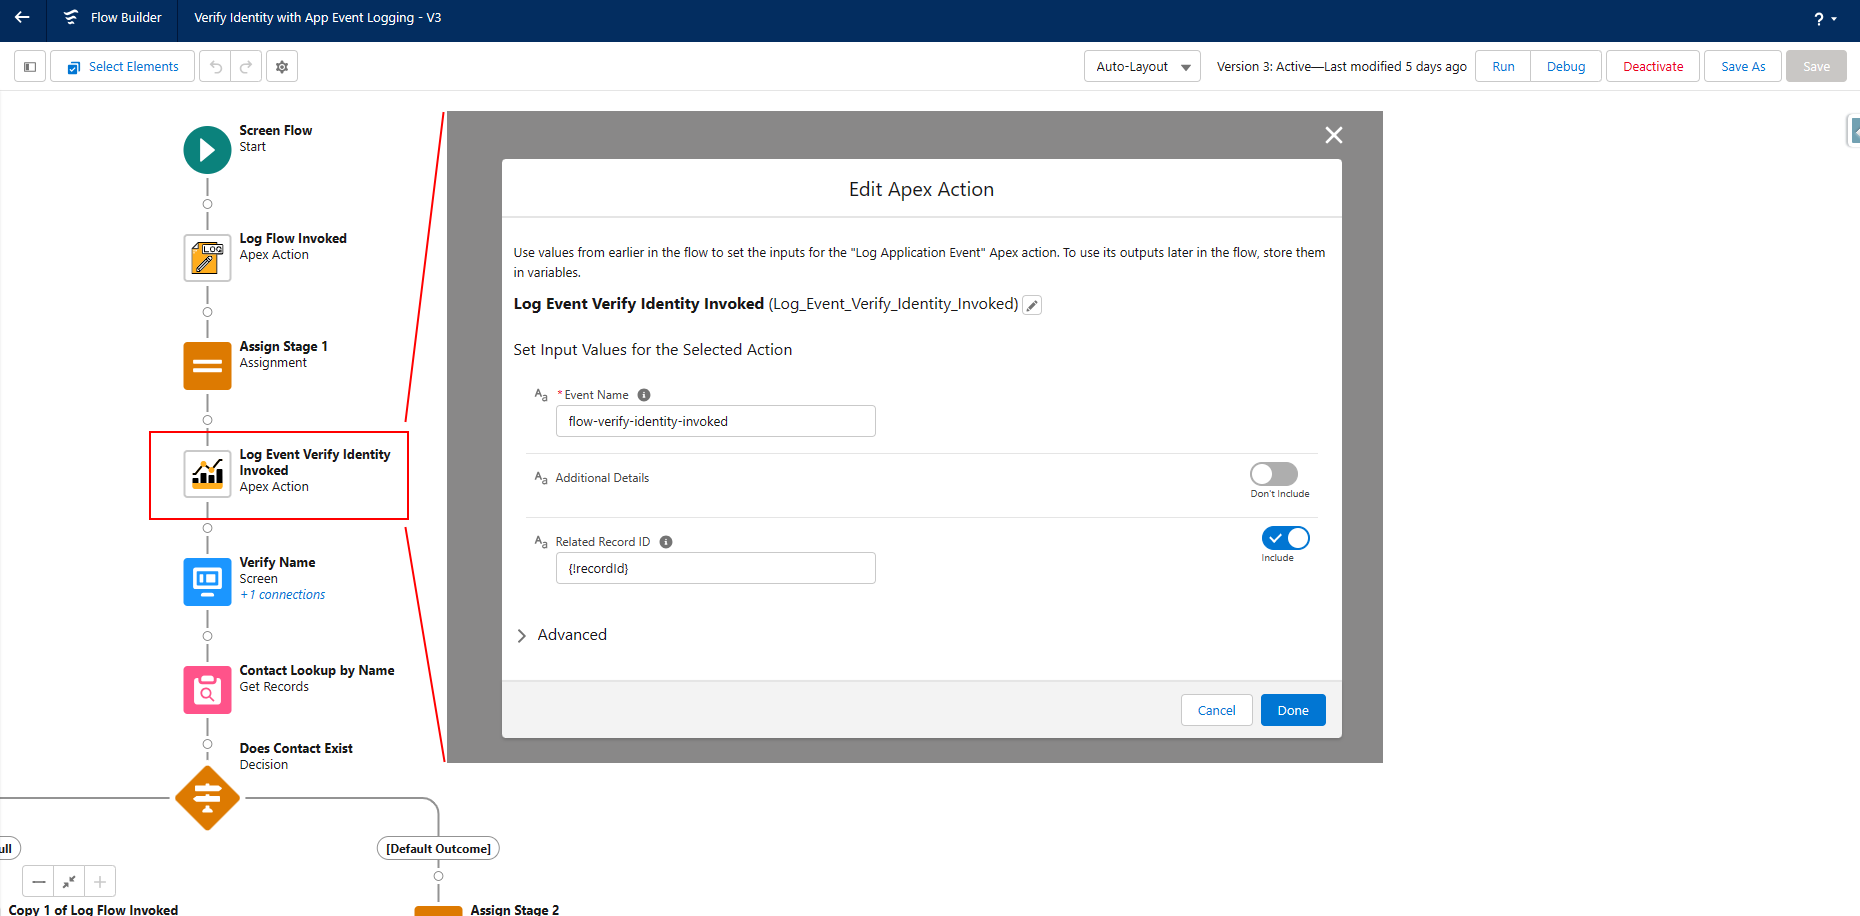 Flow Builder
Verify Identity with App Event Logging - V3
?
Select Elements
Auto-Layout
Version 3: Active—Last modified 5 days ago
Run
Debug
Deactivate
Save As
Save
Screen Flow
Start
LOG
Log Flow Invoked
Apex Action
Assign Stage 1
Assignment
Log Event Verify Identity
Invoked
Apex Action
Verify Name
Screen
+1 connections
Contact Lookup by Name
Get Records
Does Contact Exist
Decision
[Default Outcome]
Copy 1 of Log Flow Invoked
Assign Stage 2
Edit Apex Action
Use values from earlier in the flow to set the inputs for the "Log Application Event" Apex action. To use its outputs later in the flow, store them
in variables.
Log Event Verify Identity Invoked (Log_Event_Verify_Identity_Invoked)
Set Input Values for the Selected Action
Aa * Event Name
flow-verify-identity-invoked
Aa Additional Details
Don't Include
Aa Related Record ID
Include
{!recordId}
Advanced
Cancel
Done